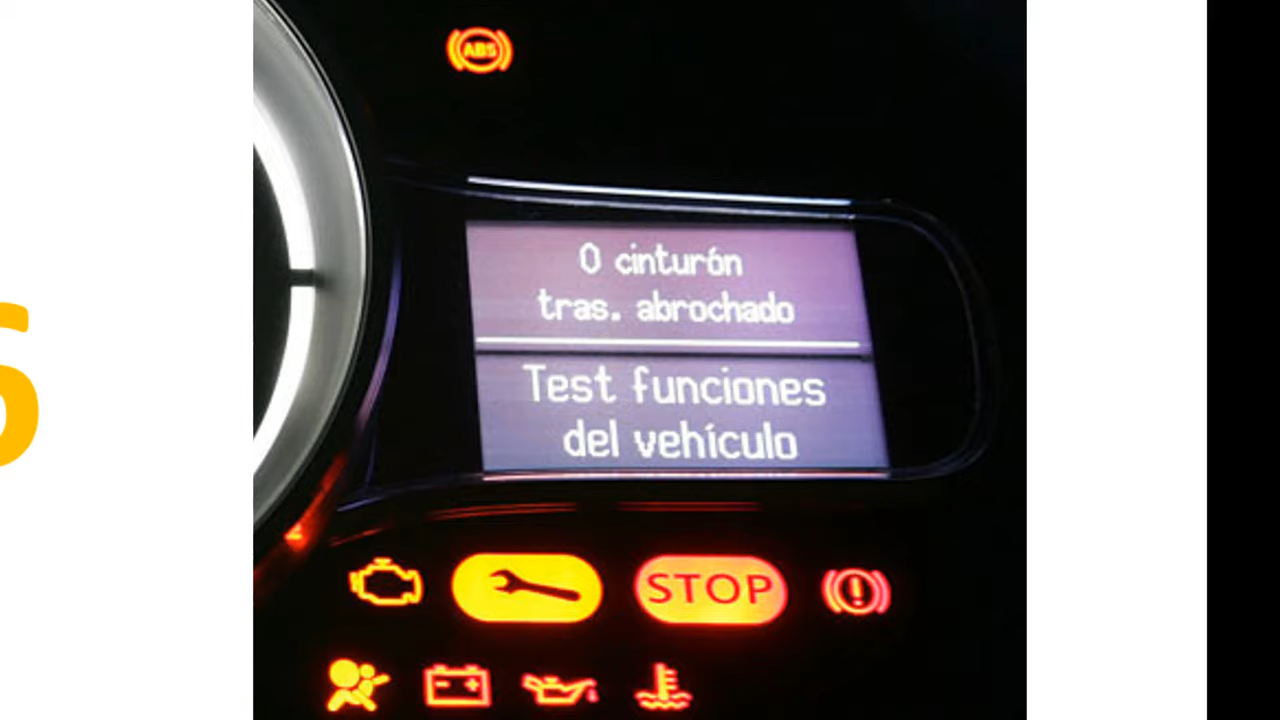 ABS
0 cinturón
tras. abrochado
Test funciones
del vehículo
STOP